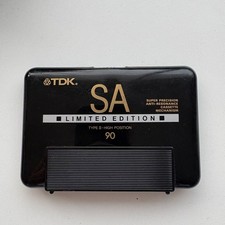 TDK
SA
SUPER PRECISION
ANTI-RESONANCE
CASSETTE
MECHANISM
LIMITED EDITION
TYPE II • HIGH POSITION
90